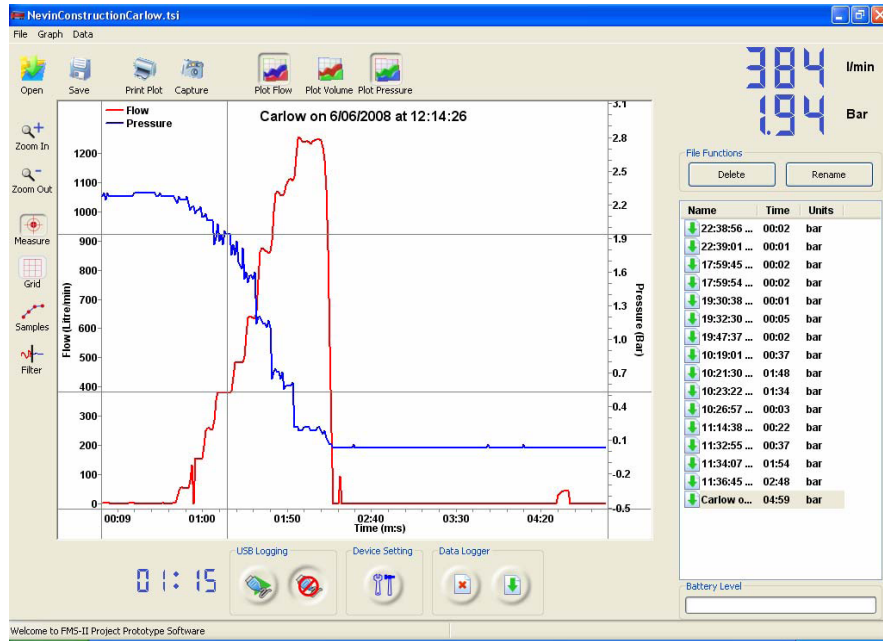 NevinConstructionCarlow.tsi
File Graph Data
Open Save Print Plot Capture Plot Flow Plot Volume Plot Pressure
384 l/min
1.94 Bar
Zoom In
Zoom Out
Measure
Grid
Samples
Filter
Flow
Pressure
Carlow on 6/06/2008 at 12:14:26
Flow (Litre/min)
1200
1100
1000
900
800
700
600
500
400
300
200
100
0
3.1
2.8
2.5
2.2
1.9
1.6
1.3
1.0
0.7
0.4
0.1
-0.2
-0.5
Pressure (Bar)
00:09 01:00 01:50 02:40 03:30 04:20
Time (m:s)
File Functions
Delete Rename
Name Time Units
22:38:56 ... 00:02 bar
22:39:01 ... 00:01 bar
17:59:45 ... 00:02 bar
17:59:54 ... 00:02 bar
19:30:38 ... 00:01 bar
19:32:30 ... 00:05 bar
19:47:37 ... 00:02 bar
10:19:01 ... 00:37 bar
10:21:30 ... 01:48 bar
10:23:22 ... 01:34 bar
10:26:57 ... 00:03 bar
11:14:38 ... 00:22 bar
11:32:55 ... 00:37 bar
11:34:07 ... 01:54 bar
11:36:45 ... 02:48 bar
Carlow o... 04:59 bar
01:15
USB Logging Device Setting Data Logger
Battery Level
Welcome to FMS-II Project Prototype Software